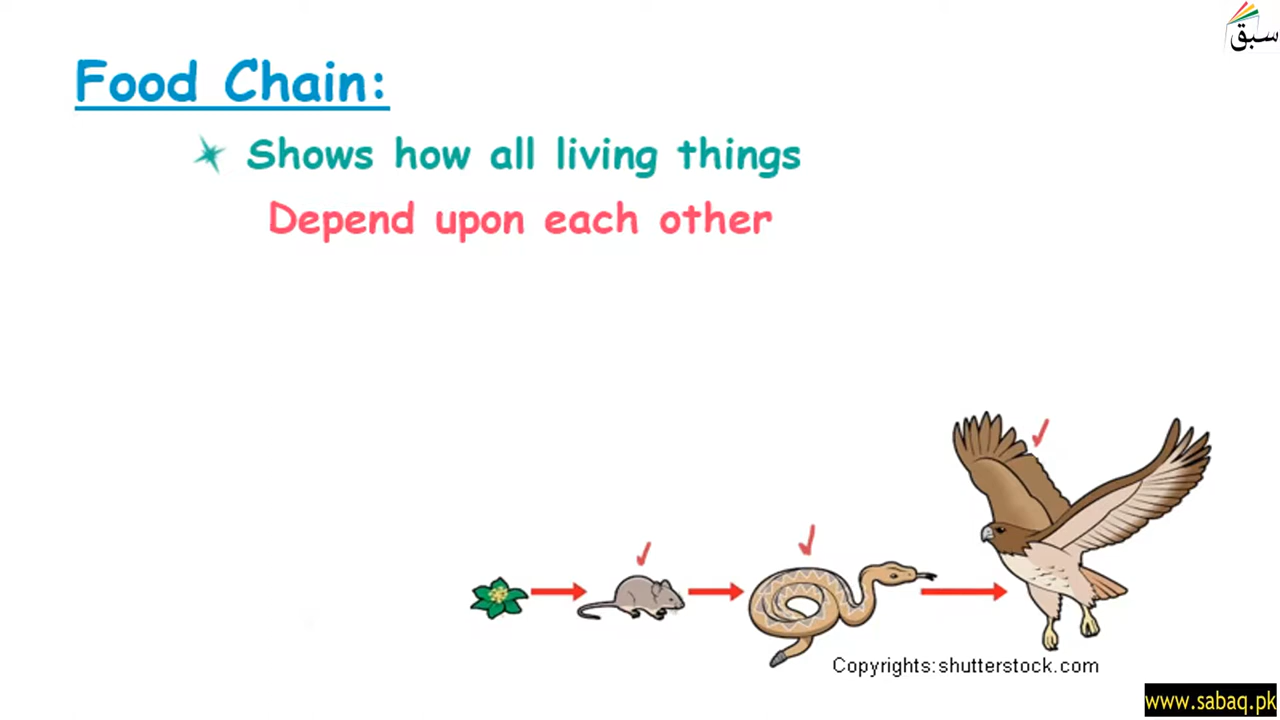 سبق
Food Chain:
Shows how all living things
Depend upon each other
Copyrights:shutterstock.com
www.sabaq.pk